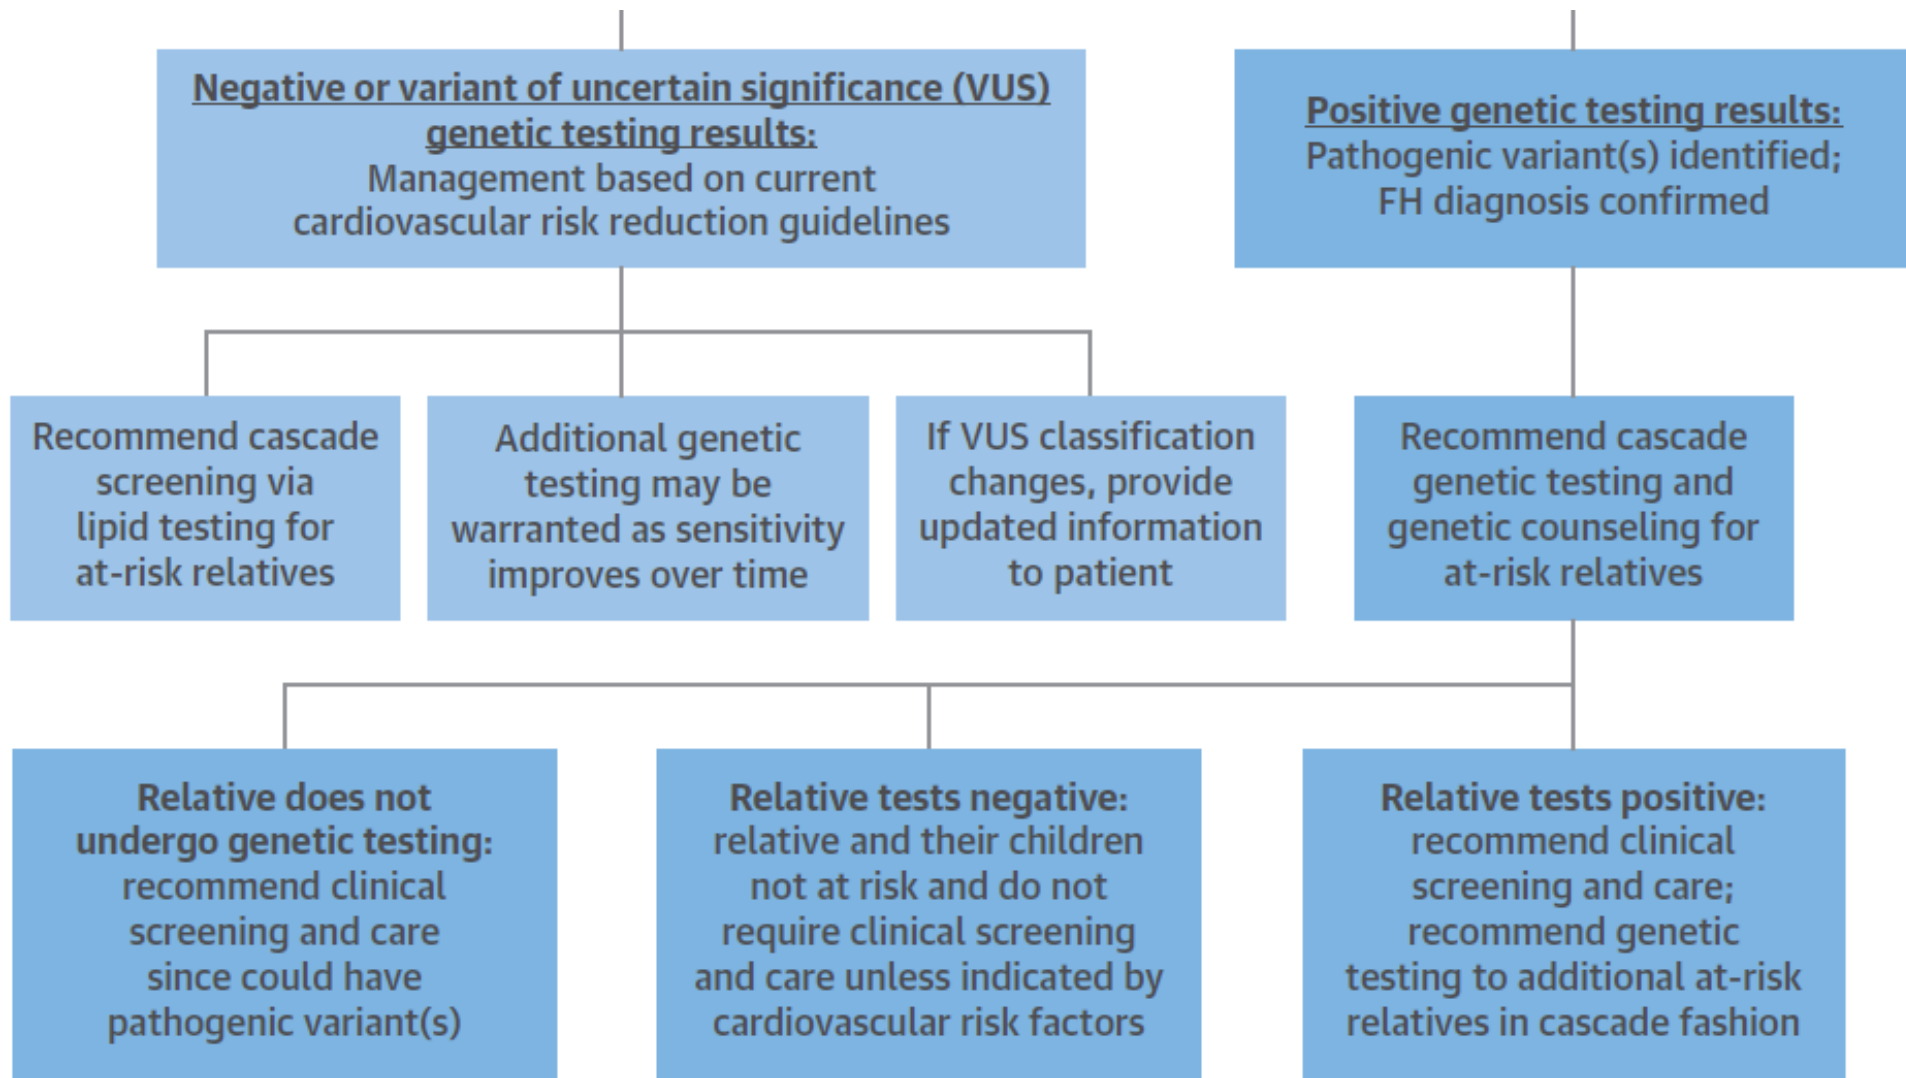 Negative or variant of uncertain significance (VUS)
genetic testing results:
Management based on current
cardiovascular risk reduction guidelines
Positive genetic testing results:
Pathogenic variant(s) identified;
FH diagnosis confirmed
Recommend cascade
screening via
lipid testing for
at-risk relatives
Additional genetic
testing may be
warranted as sensitivity
improves over time
If VUS classification
changes, provide
updated information
to patient
Recommend cascade
genetic testing and
genetic counseling for
at-risk relatives
Relative does not
undergo genetic testing:
recommend clinical
screening and care
since could have
pathogenic variant(s)
Relative tests negative:
relative and their children
not at risk and do not
require clinical screening
and care unless indicated by
cardiovascular risk factors
Relative tests positive:
recommend clinical
screening and care;
recommend genetic
testing to additional at-risk
relatives in cascade fashion